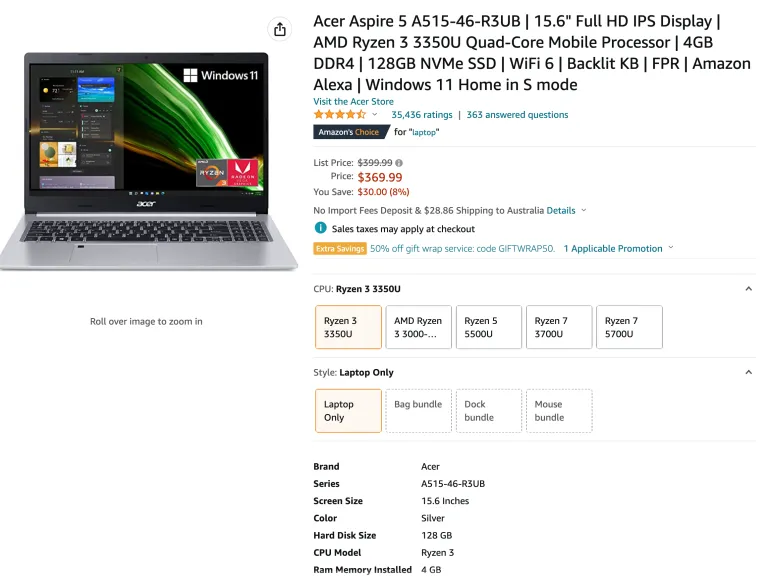 Acer Aspire 5 A515-46-R3UB | 15.6" Full HD IPS Display |
AMD Ryzen 3 3350U Quad-Core Mobile Processor | 4GB
DDR4 | 128GB NVMe SSD | WiFi 6 | Backlit KB | FPR | Amazon
Alexa | Windows 11 Home in S mode
Visit the Acer Store
35,436 ratings | 363 answered questions
Amazon's Choice for "laptop"
List Price: $399.99
Price: $369.99
You Save: $30.00 (8%)
No Import Fees Deposit & $28.86 Shipping to Australia Details
Sales taxes may apply at checkout
Extra Savings 50% off gift wrap service: code GIFTWRAP50. 1 Applicable Promotion
Windows 11
AMD
RYZEN
3
RADEON
acer
Roll over image to zoom in
CPU: Ryzen 3 3350U
Ryzen 3 3350U
AMD Ryzen 3 3000-...
Ryzen 5 5500U
Ryzen 7 3700U
Ryzen 7 5700U
Style: Laptop Only
Laptop Only
Bag bundle
Dock bundle
Mouse bundle
Brand Acer
Series A515-46-R3UB
Screen Size 15.6 Inches
Color Silver
Hard Disk Size 128 GB
CPU Model Ryzen 3
Ram Memory Installed 4 GB